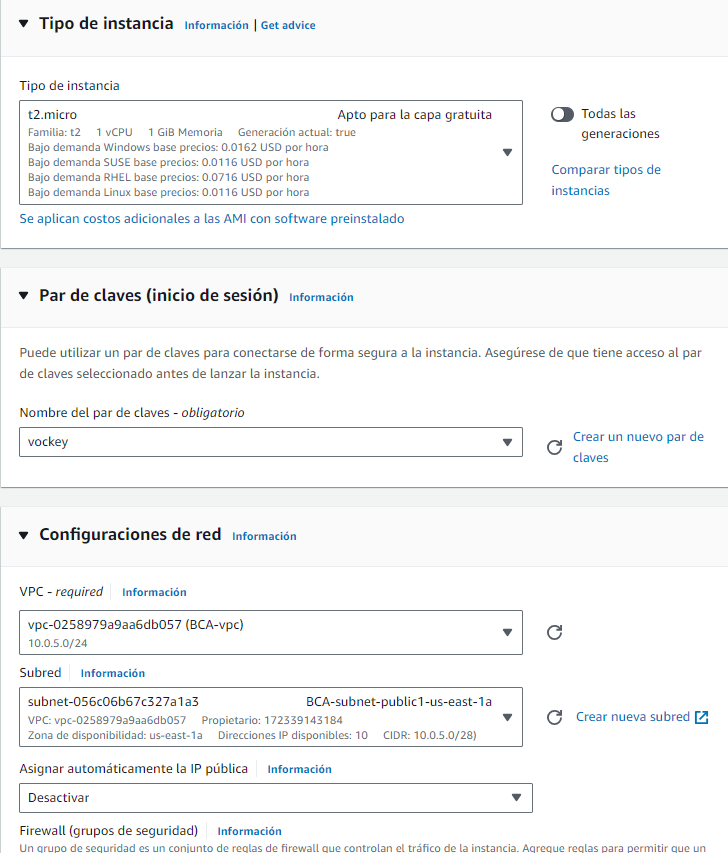 Tipo de instancia Información | Get advice
Tipo de instancia
t2.micro Apto para la capa gratuita
Familia: t2 1 vCPU 1 GiB Memoria Generación actual: true
Bajo demanda Windows base precios: 0.0162 USD por hora
Bajo demanda SUSE base precios: 0.0116 USD por hora
Bajo demanda RHEL base precios: 0.0716 USD por hora
Bajo demanda Linux base precios: 0.0116 USD por hora
Todas las
generaciones
Comparar tipos de
instancias
Se aplican costos adicionales a las AMI con software preinstalado
Par de claves (inicio de sesión) Información
Puede utilizar un par de claves para conectarse de forma segura a la instancia. Asegúrese de que tiene acceso al par
de claves seleccionado antes de lanzar la instancia.
Nombre del par de claves - obligatorio
vockey
Crear un nuevo par de
claves
Configuraciones de red Información
VPC - required Información
vpc-0258979a9aa6db057 (BCA-vpc)
10.0.5.0/24
Subred Información
subnet-056c06b67c327a1a3 BCA-subnet-public1-us-east-1a
VPC: vpc-0258979a9aa6db057 Propietario: 172339143184
Zona de disponibilidad: us-east-1a Direcciones IP disponibles: 10 CIDR: 10.0.5.0/28)
Crear nueva subred
Asignar automáticamente la IP pública Información
Desactivar
Firewall (grupos de seguridad) Información
Un grupo de seguridad es un conjunto de reglas de firewall que controlan el tráfico de la instancia. Agregue reglas para permitir que un